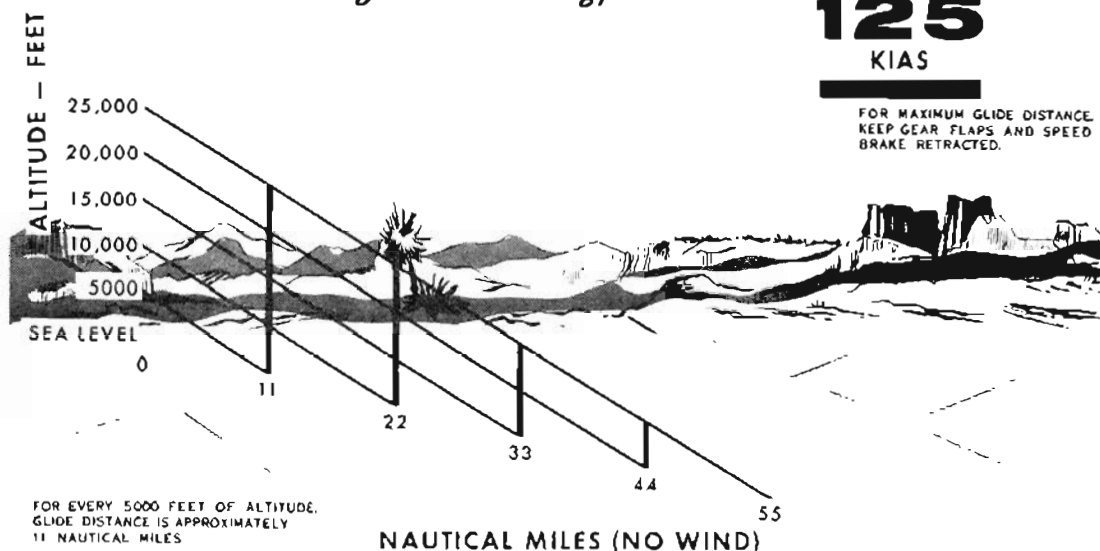 125
KIAS
FOR MAXIMUM GLIDE DISTANCE
KEEP GEAR FLAPS AND SPEED
BRAKE RETRACTED.
ALTITUDE — FEET
25,000
20,000
15,000
10,000
5000
SEA LEVEL
0
11
22
33
44
55
FOR EVERY 5000 FEET OF ALTITUDE,
GLIDE DISTANCE IS APPROXIMATELY
11 NAUTICAL MILES
NAUTICAL MILES (NO WIND)